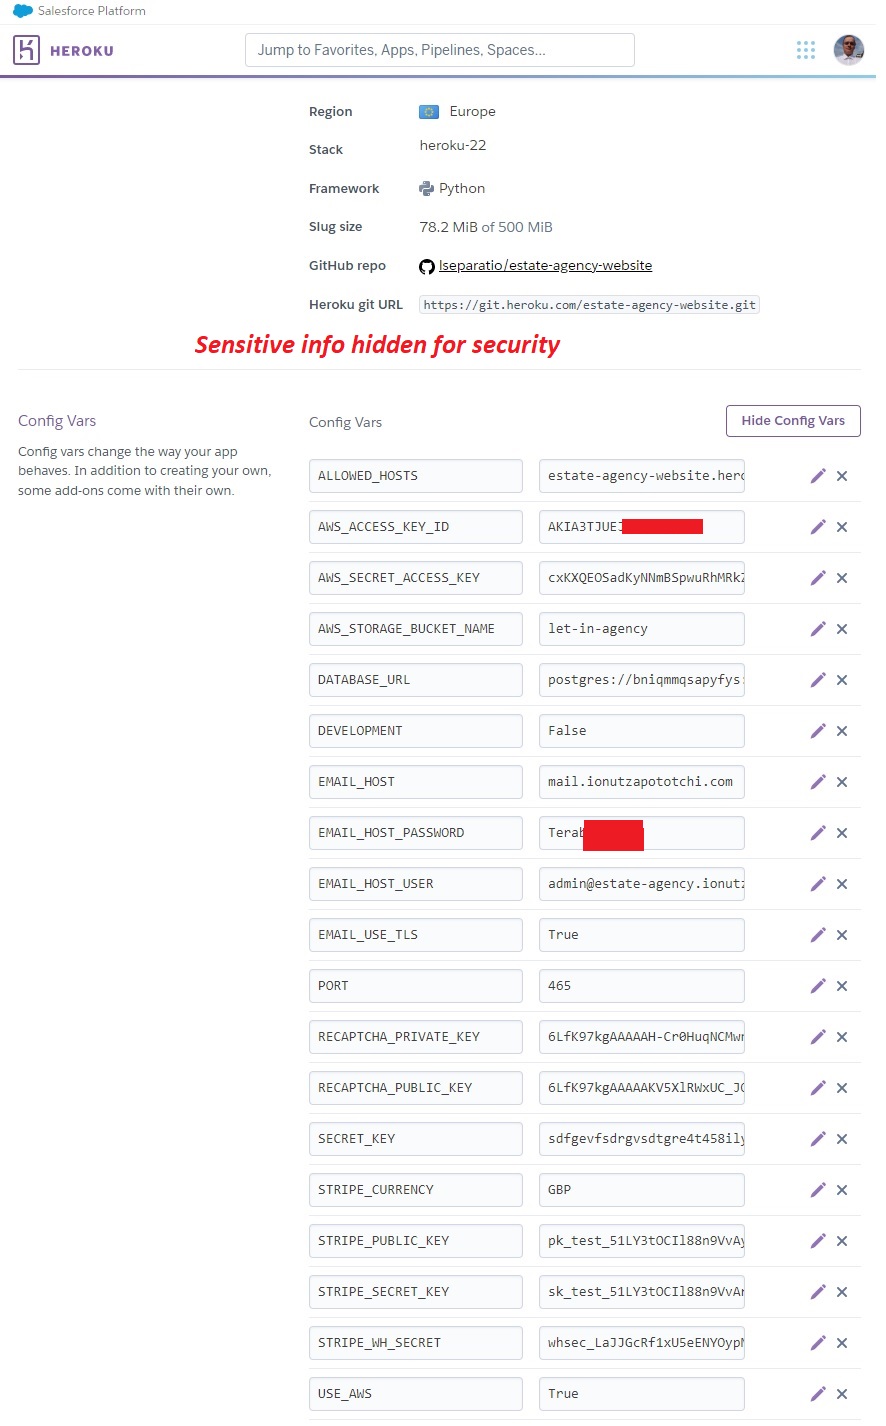 Salesforce Platform
HEROKU
Jump to Favorites, Apps, Pipelines, Spaces...
Region Europe
Stack heroku-22
Framework Python
Slug size 78.2 MiB of 500 MiB
GitHub repo lseparatio/estate-agency-website
Heroku git URL https://git.heroku.com/estate-agency-website.git
Sensitive info hidden for security
Config Vars
Config vars change the way your app
behaves. In addition to creating your own,
some add-ons come with their own.
Config Vars
Hide Config Vars
ALLOWED_HOSTS estate-agency-website.hero
AWS_ACCESS_KEY_ID AKIA3TJUE
AWS_SECRET_ACCESS_KEY cxKXQEOSadKyNNmBSpwuRhMRk
AWS_STORAGE_BUCKET_NAME let-in-agency
DATABASE_URL postgres://bniqmmqsapyfys:
DEVELOPMENT False
EMAIL_HOST mail.ionutzapototchi.com
EMAIL_HOST_PASSWORD Tera
EMAIL_HOST_USER admin@estate-agency.ionutz
EMAIL_USE_TLS True
PORT 465
RECAPTCHA_PRIVATE_KEY 6LfK97kgAAAAAH-Cr0HuqNCMw
RECAPTCHA_PUBLIC_KEY 6LfK97kgAAAAAKV5XlRWxUC_J
SECRET_KEY sdfgevfsdrgvsdtgre4t458ily
STRIPE_CURRENCY GBP
STRIPE_PUBLIC_KEY pk_test_51LY3tOCIl88n9VvAy
STRIPE_SECRET_KEY sk_test_51LY3tOCIl88n9VvA
STRIPE_WH_SECRET whsec_LaJJGcRf1xU5eENYOyp
USE_AWS True